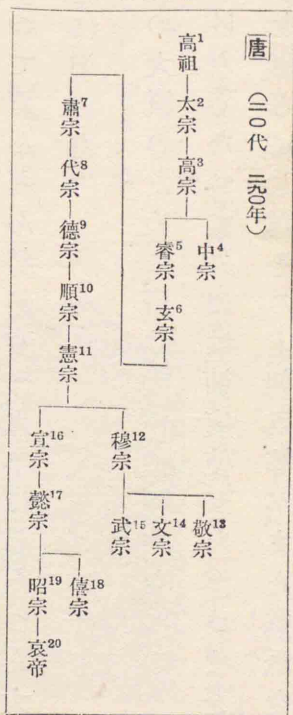 唐 （二〇代 二九〇年）
高祖1
太宗2
高宗3
中宗4
睿宗5
玄宗6
肅宗7
代宗8
德宗9
順宗10
憲宗11
穆宗12
敬宗13
文宗14
武宗15
宣宗16
懿宗17
僖宗18
昭宗19
哀帝20